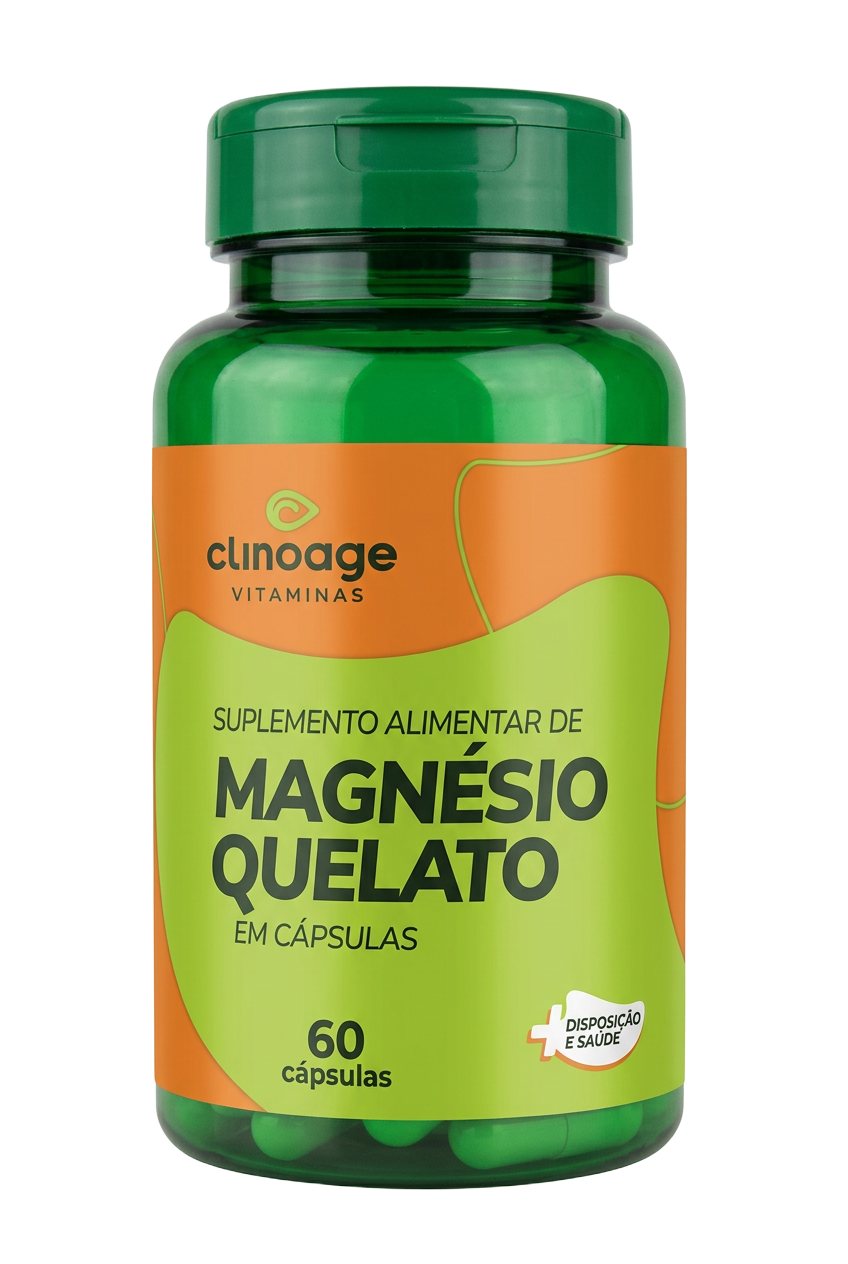 clinoage
VITAMINAS
SUPLEMENTO ALIMENTAR DE
MAGNÉSIO
QUELATO
EM CÁPSULAS
60
cápsulas
DISPOSIÇÃO
E SAÚDE